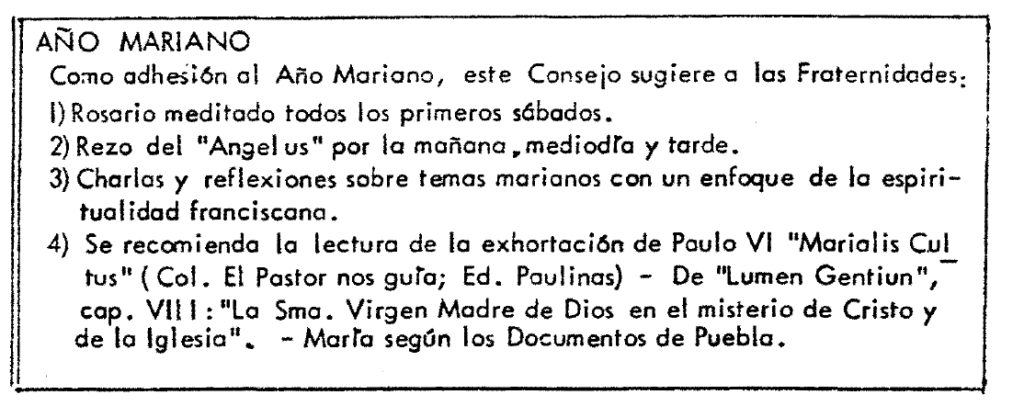 AÑO MARIANO
Como adhesión al Año Mariano, este Consejo sugiere a las Fraternidades:
1) Rosario meditado todos los primeros sábados.
2) Rezo del "Angelus" por la mañana, mediodía y tarde.
3) Charlas y reflexiones sobre temas marianos con un enfoque de la espiri-
tualidad franciscana.
4) Se recomienda la lectura de la exhortación de Paulo VI "Marialis Cul
tus" (Col. El Pastor nos guía; Ed. Paulinas) - De "Lumen Gentiun",
cap. VIII: "La Sma. Virgen Madre de Dios en el misterio de Cristo y
de la Iglesia". - María según los Documentos de Puebla.